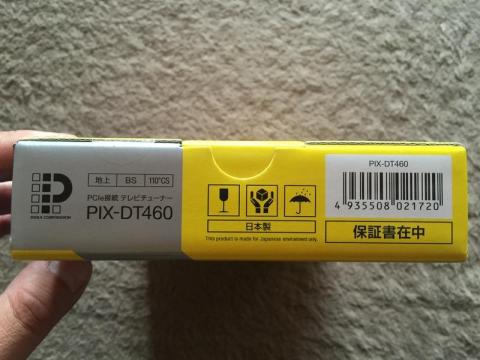 地上 BS 110°CS
PCIe接続 テレビチューナー
PIX-DT460
PIXELA CORPORATION
日本製
This product is made for Japanese environment only.
PIX-DT460
4 935508 021720
保証書在中